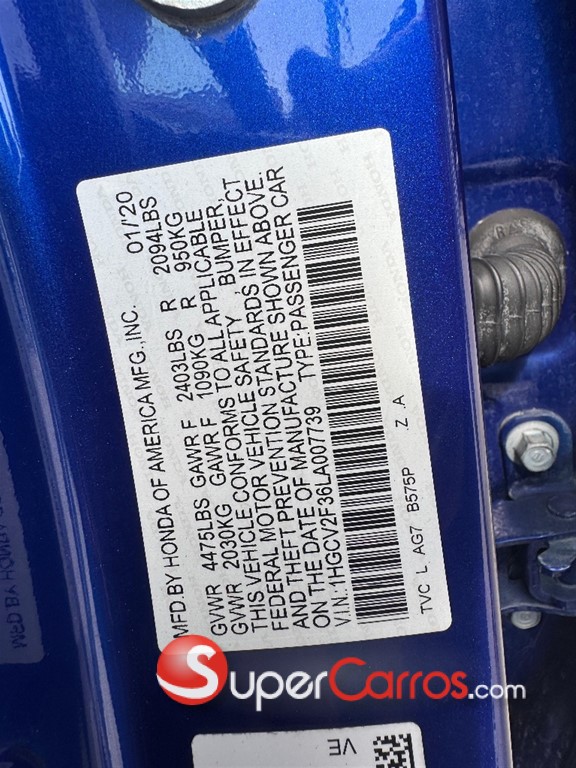 MFD.BY HONDA OF AMERICA MFG.,INC. 01/20
GVWR 4475LBS GAWR F 2403LBS R 2094LBS
GVWR 2030KG GAWR F 1090KG R 950KG
THIS VEHICLE CONFORMS TO ALL APPLICABLE
FEDERAL MOTOR VEHICLE SAFETY, BUMPER,
AND THEFT PREVENTION STANDARDS IN EFFECT
ON THE DATE OF MANUFACTURE SHOWN ABOVE.
V.I.N.:1HGCV2F36LA007739 TYPE:PASSENGER CAR
TVC L AG7 B575P Z .A
SuperCarros.com
VE